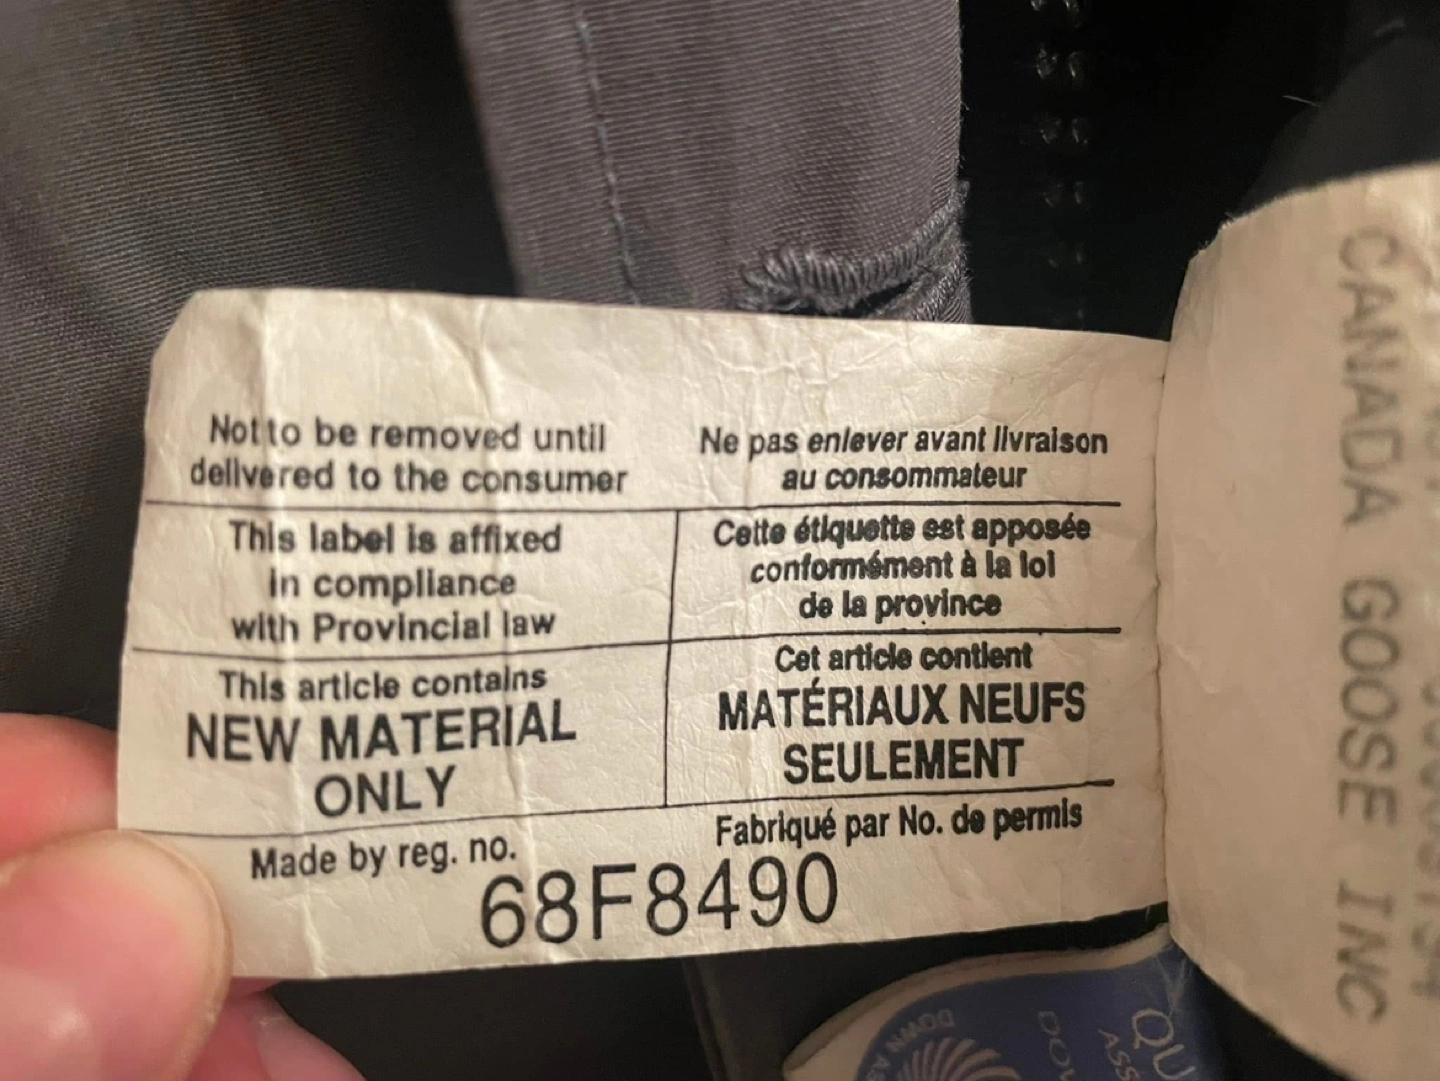 Not to be removed until
delivered to the consumer
Ne pas enlever avant livraison
au consommateur
This label is affixed
in compliance
with Provincial law
Cette étiquette est apposée
conformément à la loi
de la province
This article contains
NEW MATERIAL
ONLY
Cet article contient
MATÉRIAUX NEUFS
SEULEMENT
Made by reg. no.
Fabriqué par No. de permis
68F8490
CANADA GOOSE INC
DOWN